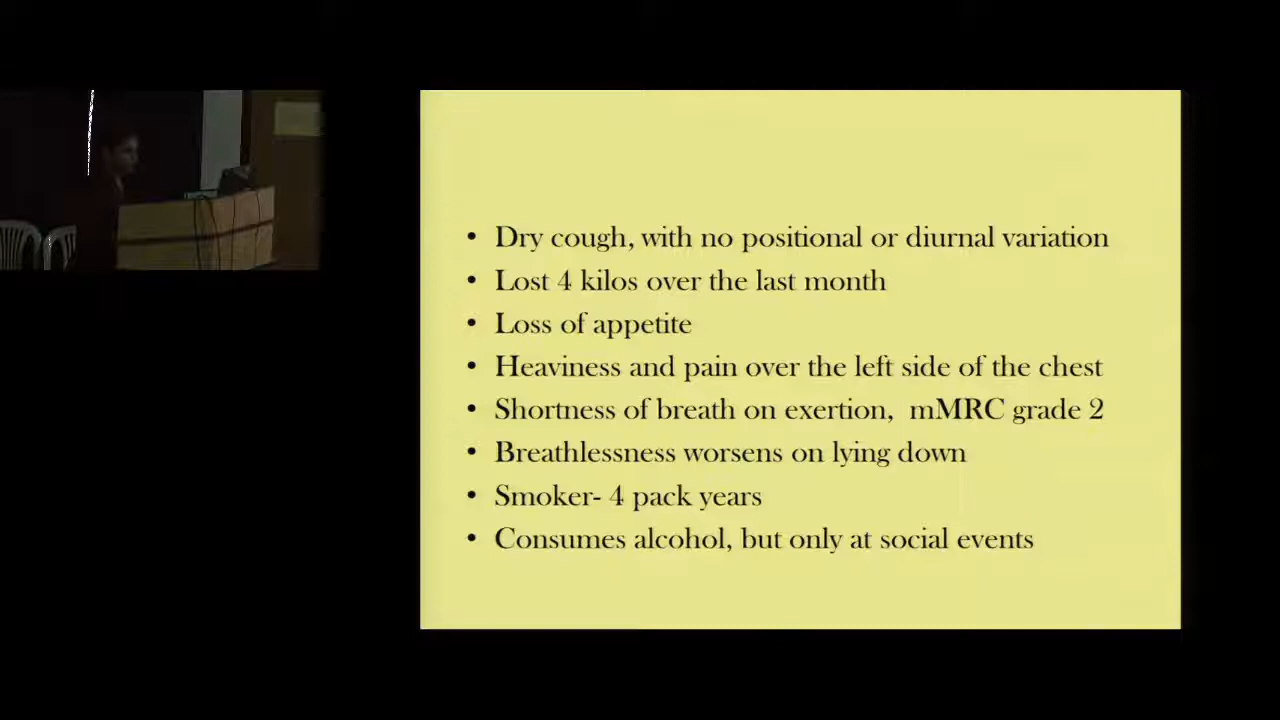 • Dry cough, with no positional or diurnal variation
• Lost 4 kilos over the last month
• Loss of appetite
• Heaviness and pain over the left side of the chest
• Shortness of breath on exertion, mMRC grade 2
• Breathlessness worsens on lying down
• Smoker- 4 pack years
• Consumes alcohol, but only at social events